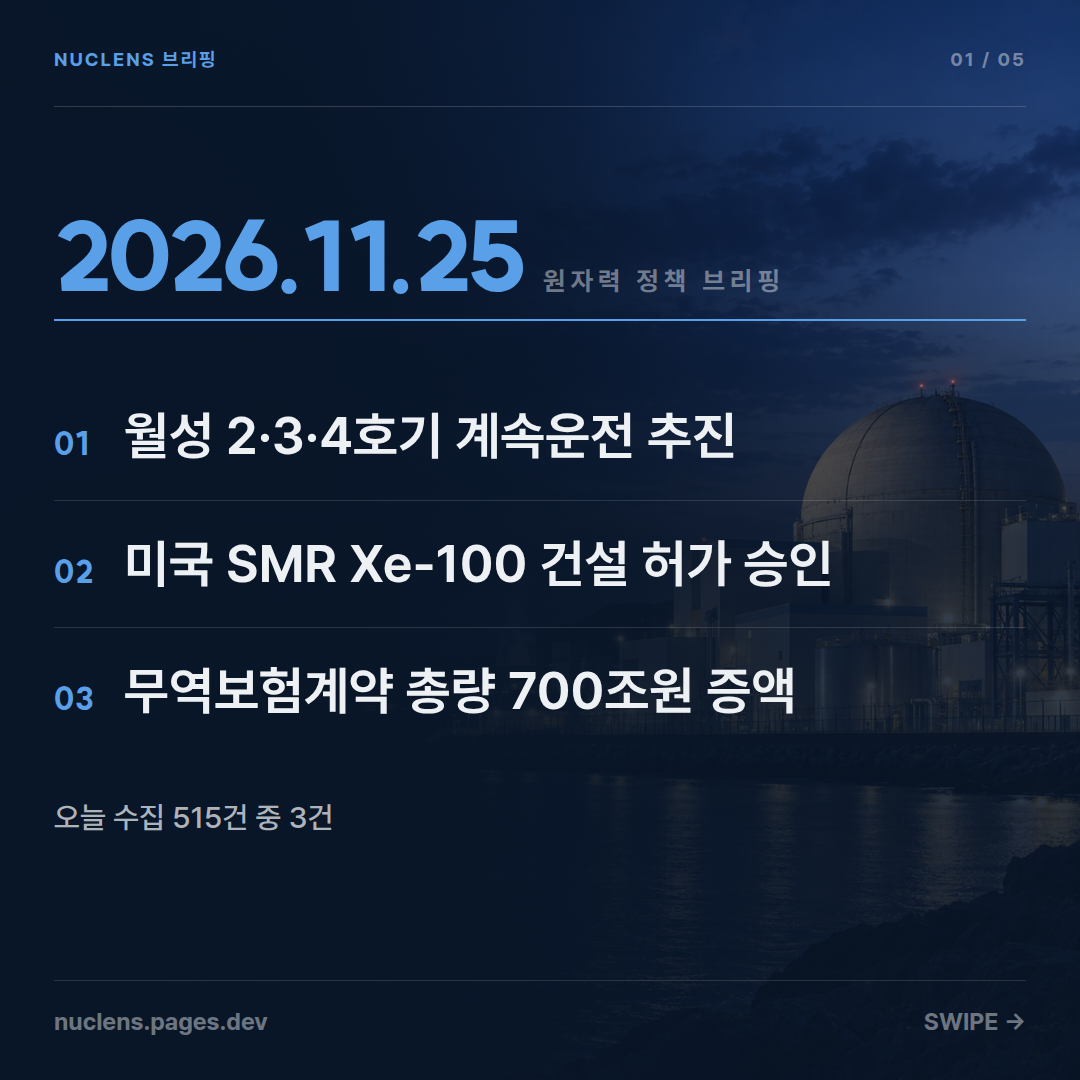 NUCLENS 브리핑
01 / 05
2026.11.25 원자력 정책 브리핑
01 월성 2·3·4호기 계속운전 추진
02 미국 SMR Xe-100 건설 허가 승인
03 무역보험계약 총량 700조원 증액
오늘 수집 515건 중 3건
nuclens.pages.dev
SWIPE →